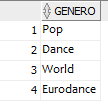 GENERO
1 Pop
2 Dance
3 World
4 Eurodance